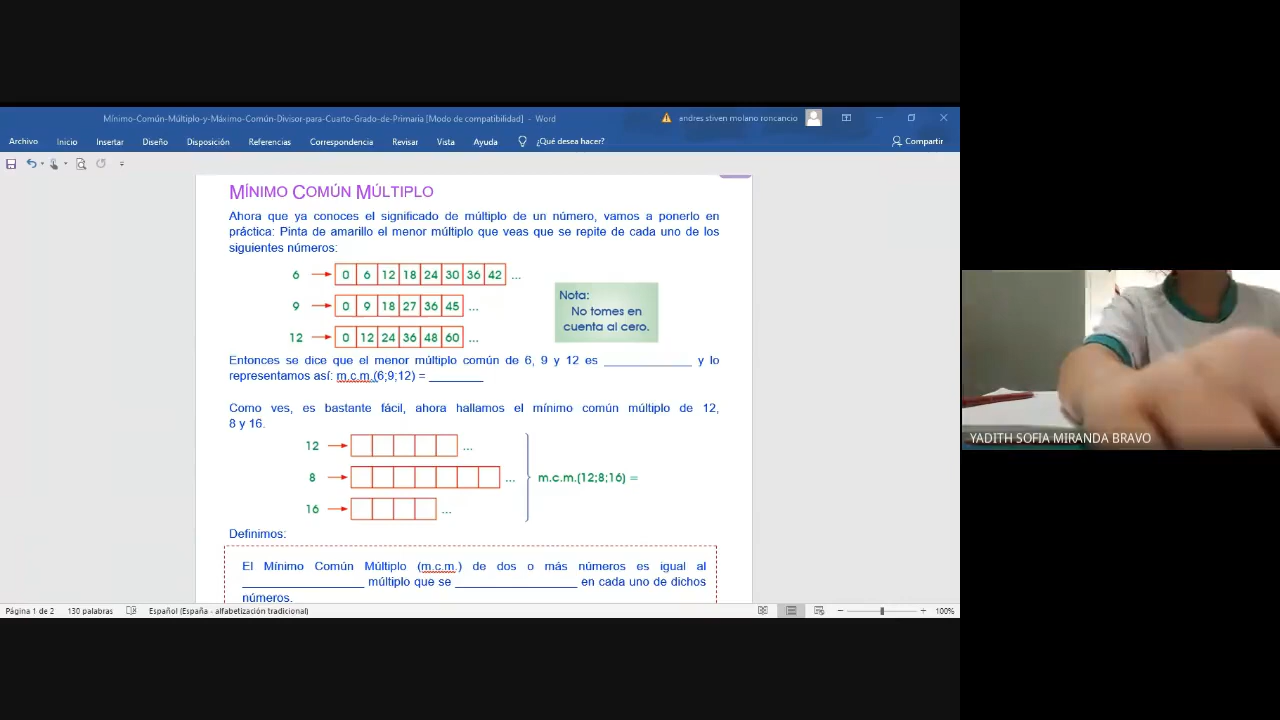 Mínimo-Común-Múltiplo-y-Máximo-Común-Divisor-para-Cuarto-Grado-de-Primaria [Modo de compatibilidad] - Word
andres stiven molano roncancio
Archivo Inicio Insertar Diseño Disposición Referencias Correspondencia Revisar Vista Ayuda ¿Qué desea hacer? Compartir
MÍNIMO COMÚN MÚLTIPLO
Ahora que ya conoces el significado de múltiplo de un número, vamos a ponerlo en
práctica: Pinta de amarillo el menor múltiplo que veas que se repite de cada uno de los
siguientes números:
6 → 0 6 12 18 24 30 36 42 ...
9 → 0 9 18 27 36 45 ...
12 → 0 12 24 36 48 60 ...
Nota:
No tomes en
cuenta al cero.
Entonces se dice que el menor múltiplo común de 6, 9 y 12 es ______________ y lo
representamos así: m.c.m.(6;9;12) = ________
Como ves, es bastante fácil, ahora hallamos el mínimo común múltiplo de 12,
8 y 16.
12 → ...
8 → ...
16 → ...
m.c.m.(12;8;16) =
Definimos:
El Mínimo Común Múltiplo (m.c.m.) de dos o más números es igual al
__________________ múltiplo que se __________________ en cada uno de dichos
números.
Página 1 de 2 130 palabras Español (España - alfabetización tradicional) 100%
YADITH SOFIA MIRANDA BRAVO